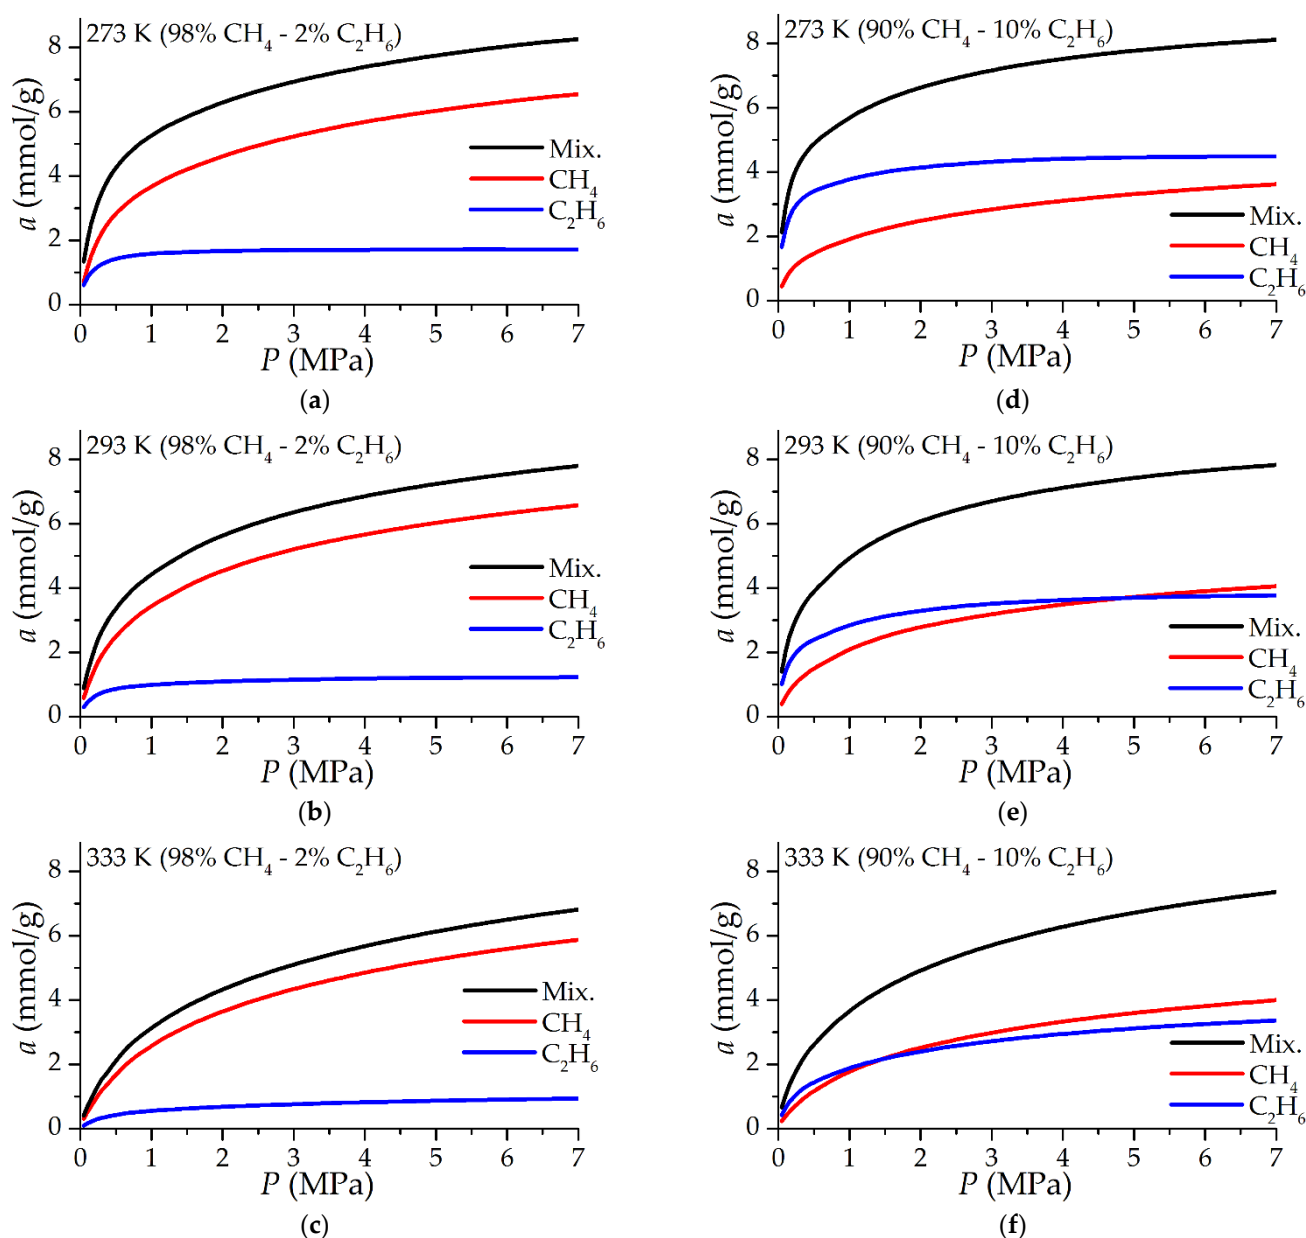 273 K (98% CH₄ - 2% C₂H₆)
a (mmol/g)
8
6
4
2
0
Mix.
CH₄
C₂H₆
0 1 2 3 4 5 6 7
P (MPa)
(a)
273 K (90% CH₄ - 10% C₂H₆)
a (mmol/g)
8
6
4
2
0
Mix.
CH₄
C₂H₆
0 1 2 3 4 5 6 7
P (MPa)
(d)
293 K (98% CH₄ - 2% C₂H₆)
a (mmol/g)
8
6
4
2
0
Mix.
CH₄
C₂H₆
0 1 2 3 4 5 6 7
P (MPa)
(b)
293 K (90% CH₄ - 10% C₂H₆)
a (mmol/g)
8
6
4
2
0
Mix.
CH₄
C₂H₆
0 1 2 3 4 5 6 7
P (MPa)
(e)
333 K (98% CH₄ - 2% C₂H₆)
a (mmol/g)
8
6
4
2
0
Mix.
CH₄
C₂H₆
0 1 2 3 4 5 6 7
P (MPa)
(c)
333 K (90% CH₄ - 10% C₂H₆)
a (mmol/g)
8
6
4
2
0
Mix.
CH₄
C₂H₆
0 1 2 3 4 5 6 7
P (MPa)
(f)